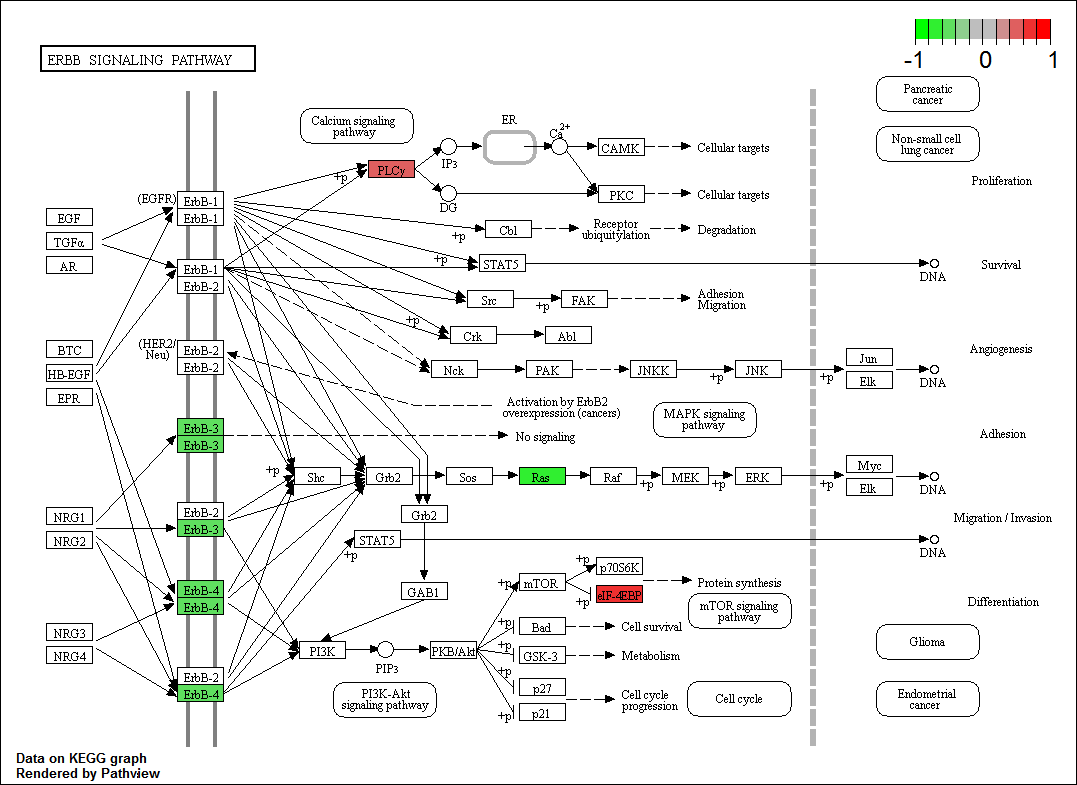 -1 0 1
ERBB SIGNALING PATHWAY
Pancreatic
cancer
Calcium signaling
pathway
ER
Ca2+
Non-small cell
lung cancer
IP3
CAMK
Cellular targets
+p
PLCγ
Proliferation
DG
PKC
Cellular targets
(EGFR)
ErbB-1
ErbB-1
EGF
TGFα
AR
+p
Cbl
Receptor
ubiquitylation
Degradation
ErbB-1
ErbB-2
+p
STAT5
DNA
Survival
Src
+p
FAK
Adhesion
Migration
+p
Crk
Abl
BTC
HB-EGF
EPR
(HER2/
Neu)
ErbB-2
ErbB-2
Nck
PAK
JNKK
+p
JNK
+p
Jun
Elk
DNA
Angiogenesis
Activation by ErbB2
overexpression (cancers)
MAPK signaling
pathway
ErbB-3
ErbB-3
No signaling
Adhesion
+p
Shc
Grb2
Sos
Ras
Raf
+p
MEK
+p
ERK
+p
Myc
Elk
DNA
NRG1
NRG2
ErbB-2
ErbB-3
Grb2
Migration / Invasion
+p
STAT5
DNA
ErbB-4
ErbB-4
GAB1
+p
mTOR
+p
p70S6K
+p
eIF-4EBP
Protein synthesis
mTOR signaling
pathway
Differentiation
NRG3
NRG4
PI3K
PIP3
PKB/Akt
+p
Bad
Cell survival
+p
GSK-3
Metabolism
Glioma
ErbB-2
ErbB-4
PI3K-Akt
signaling pathway
+p
p27
+p
p21
Cell cycle
progression
Cell cycle
Endometrial
cancer
Data on KEGG graph
Rendered by Pathview